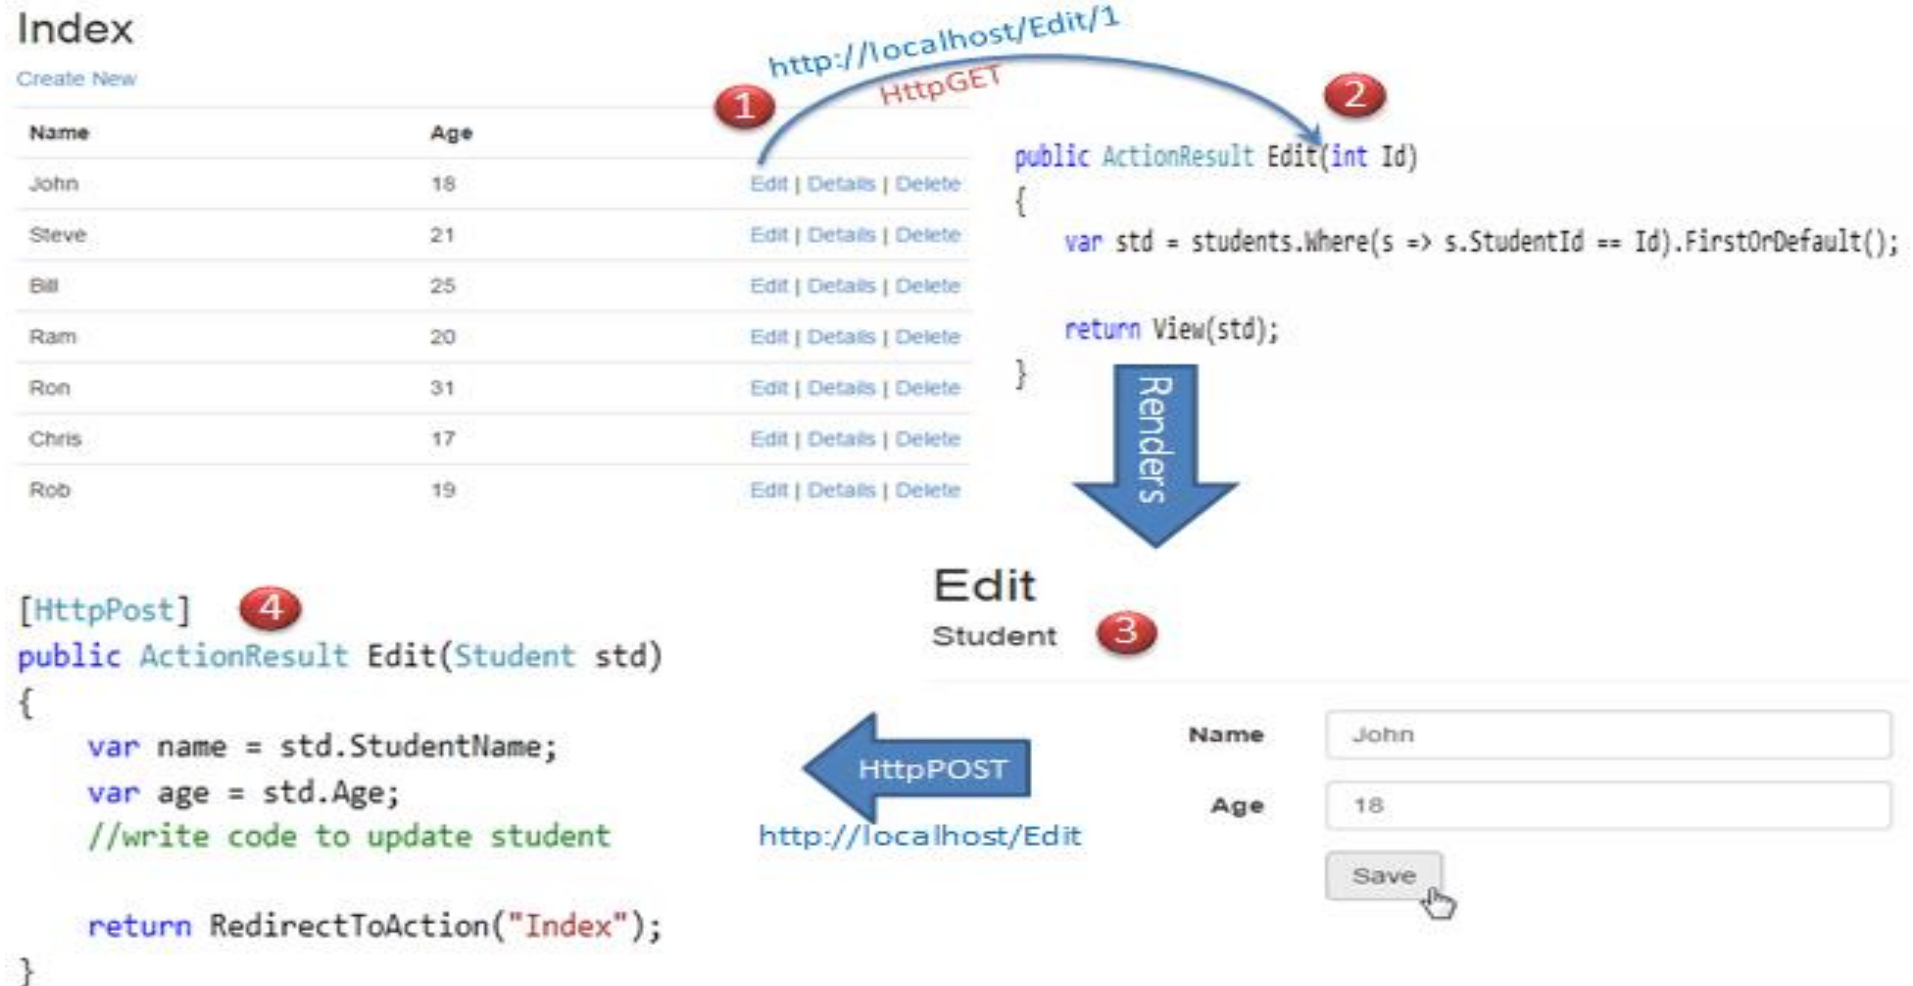 Index
Create New
Name Age
John 18 Edit | Details | Delete
Steve 21 Edit | Details | Delete
Bill 25 Edit | Details | Delete
Ram 20 Edit | Details | Delete
Ron 31 Edit | Details | Delete
Chris 17 Edit | Details | Delete
Rob 19 Edit | Details | Delete
1
http://localhost/Edit/1
HttpGET
2
public ActionResult Edit(int Id)
{
var std = students.Where(s => s.StudentId == Id).FirstOrDefault();
return View(std);
}
Renders
Edit
Student
3
Name John
Age 18
Save
HttpPOST
http://localhost/Edit
[HttpPost]
4
public ActionResult Edit(Student std)
{
var name = std.StudentName;
var age = std.Age;
//write code to update student
return RedirectToAction("Index");
}